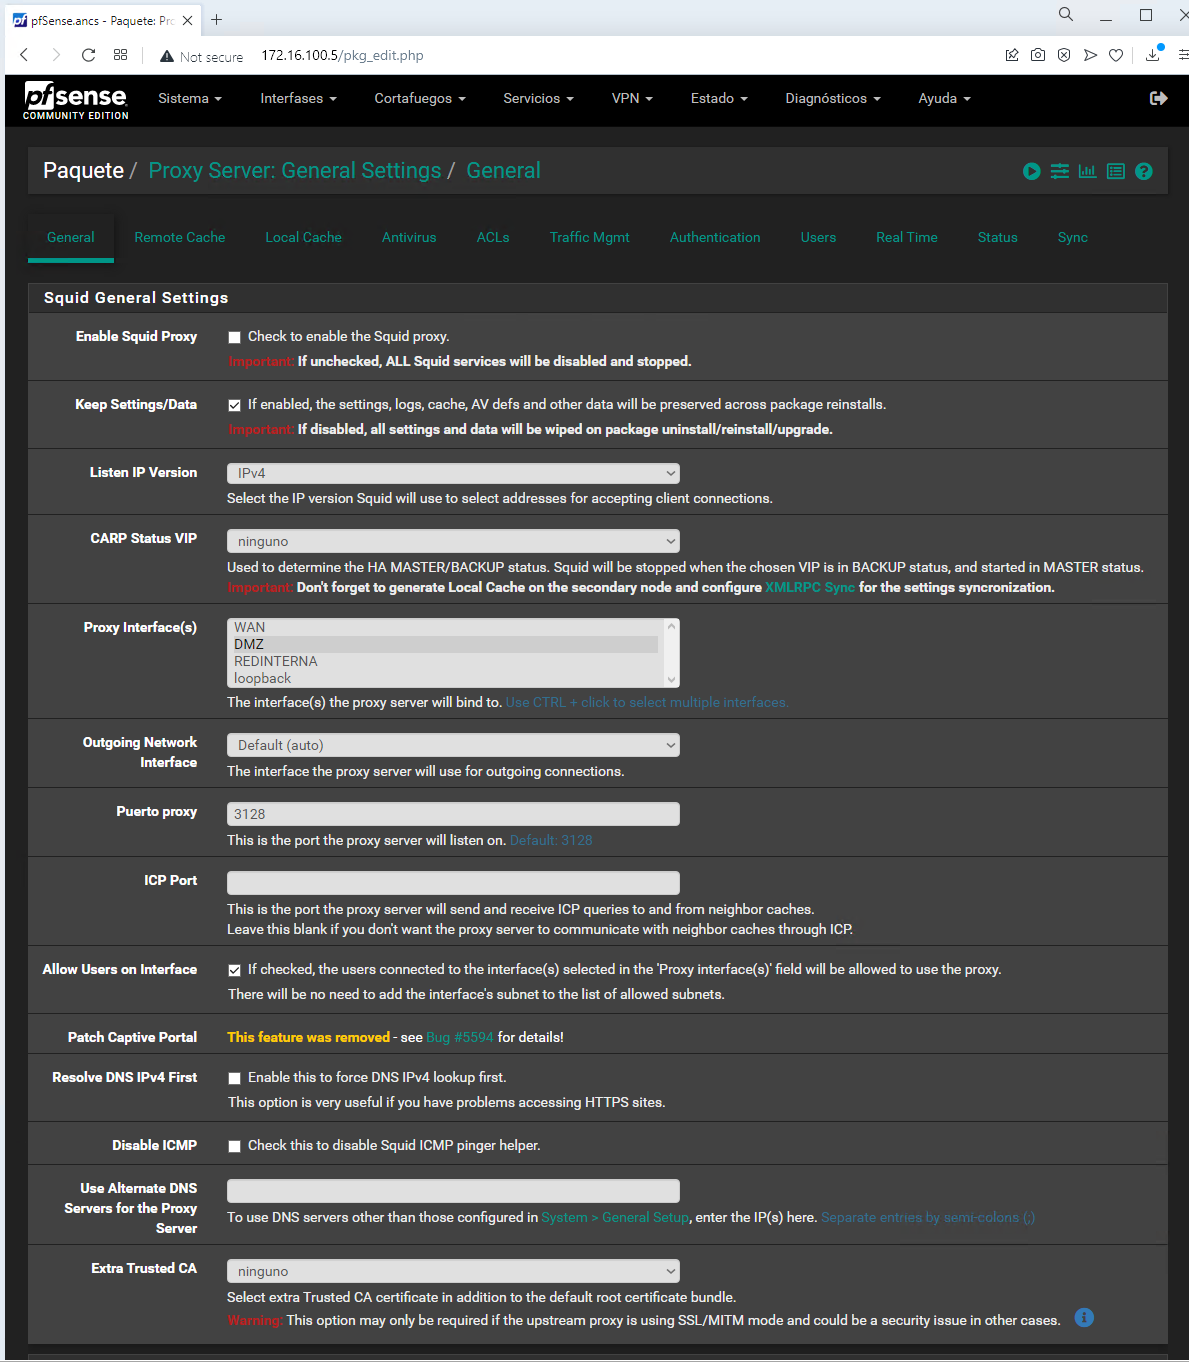 pfSense.ancs - Paquete: Pro
Not secure 172.16.100.5/pkg_edit.php
pfsense
COMMUNITY EDITION
Sistema Interfases Cortafuegos Servicios VPN Estado Diagnósticos Ayuda
Paquete / Proxy Server: General Settings / General
General Remote Cache Local Cache Antivirus ACLs Traffic Mgmt Authentication Users Real Time Status Sync
Squid General Settings
Enable Squid Proxy Check to enable the Squid proxy.
Important: If unchecked, ALL Squid services will be disabled and stopped.
Keep Settings/Data If enabled, the settings, logs, cache, AV defs and other data will be preserved across package reinstalls.
Important: If disabled, all settings and data will be wiped on package uninstall/reinstall/upgrade.
Listen IP Version IPv4
Select the IP version Squid will use to select addresses for accepting client connections.
CARP Status VIP ninguno
Used to determine the HA MASTER/BACKUP status. Squid will be stopped when the chosen VIP is in BACKUP status, and started in MASTER status.
Important: Don't forget to generate Local Cache on the secondary node and configure XMLRPC Sync for the settings syncronization.
Proxy Interface(s) WAN
DMZ
REDINTERNA
loopback
The interface(s) the proxy server will bind to. Use CTRL + click to select multiple interfaces.
Outgoing Network Interface Default (auto)
The interface the proxy server will use for outgoing connections.
Puerto proxy 3128
This is the port the proxy server will listen on. Default: 3128
ICP Port
This is the port the proxy server will send and receive ICP queries to and from neighbor caches.
Leave this blank if you don't want the proxy server to communicate with neighbor caches through ICP.
Allow Users on Interface If checked, the users connected to the interface(s) selected in the 'Proxy interface(s)' field will be allowed to use the proxy.
There will be no need to add the interface's subnet to the list of allowed subnets.
Patch Captive Portal This feature was removed - see Bug #5594 for details!
Resolve DNS IPv4 First Enable this to force DNS IPv4 lookup first.
This option is very useful if you have problems accessing HTTPS sites.
Disable ICMP Check this to disable Squid ICMP pinger helper.
Use Alternate DNS
Servers for the Proxy
Server
To use DNS servers other than those configured in System > General Setup, enter the IP(s) here. Separate entries by semi-colons (;)
Extra Trusted CA ninguno
Select extra Trusted CA certificate in addition to the default root certificate bundle.
Warning: This option may only be required if the upstream proxy is using SSL/MITM mode and could be a security issue in other cases.